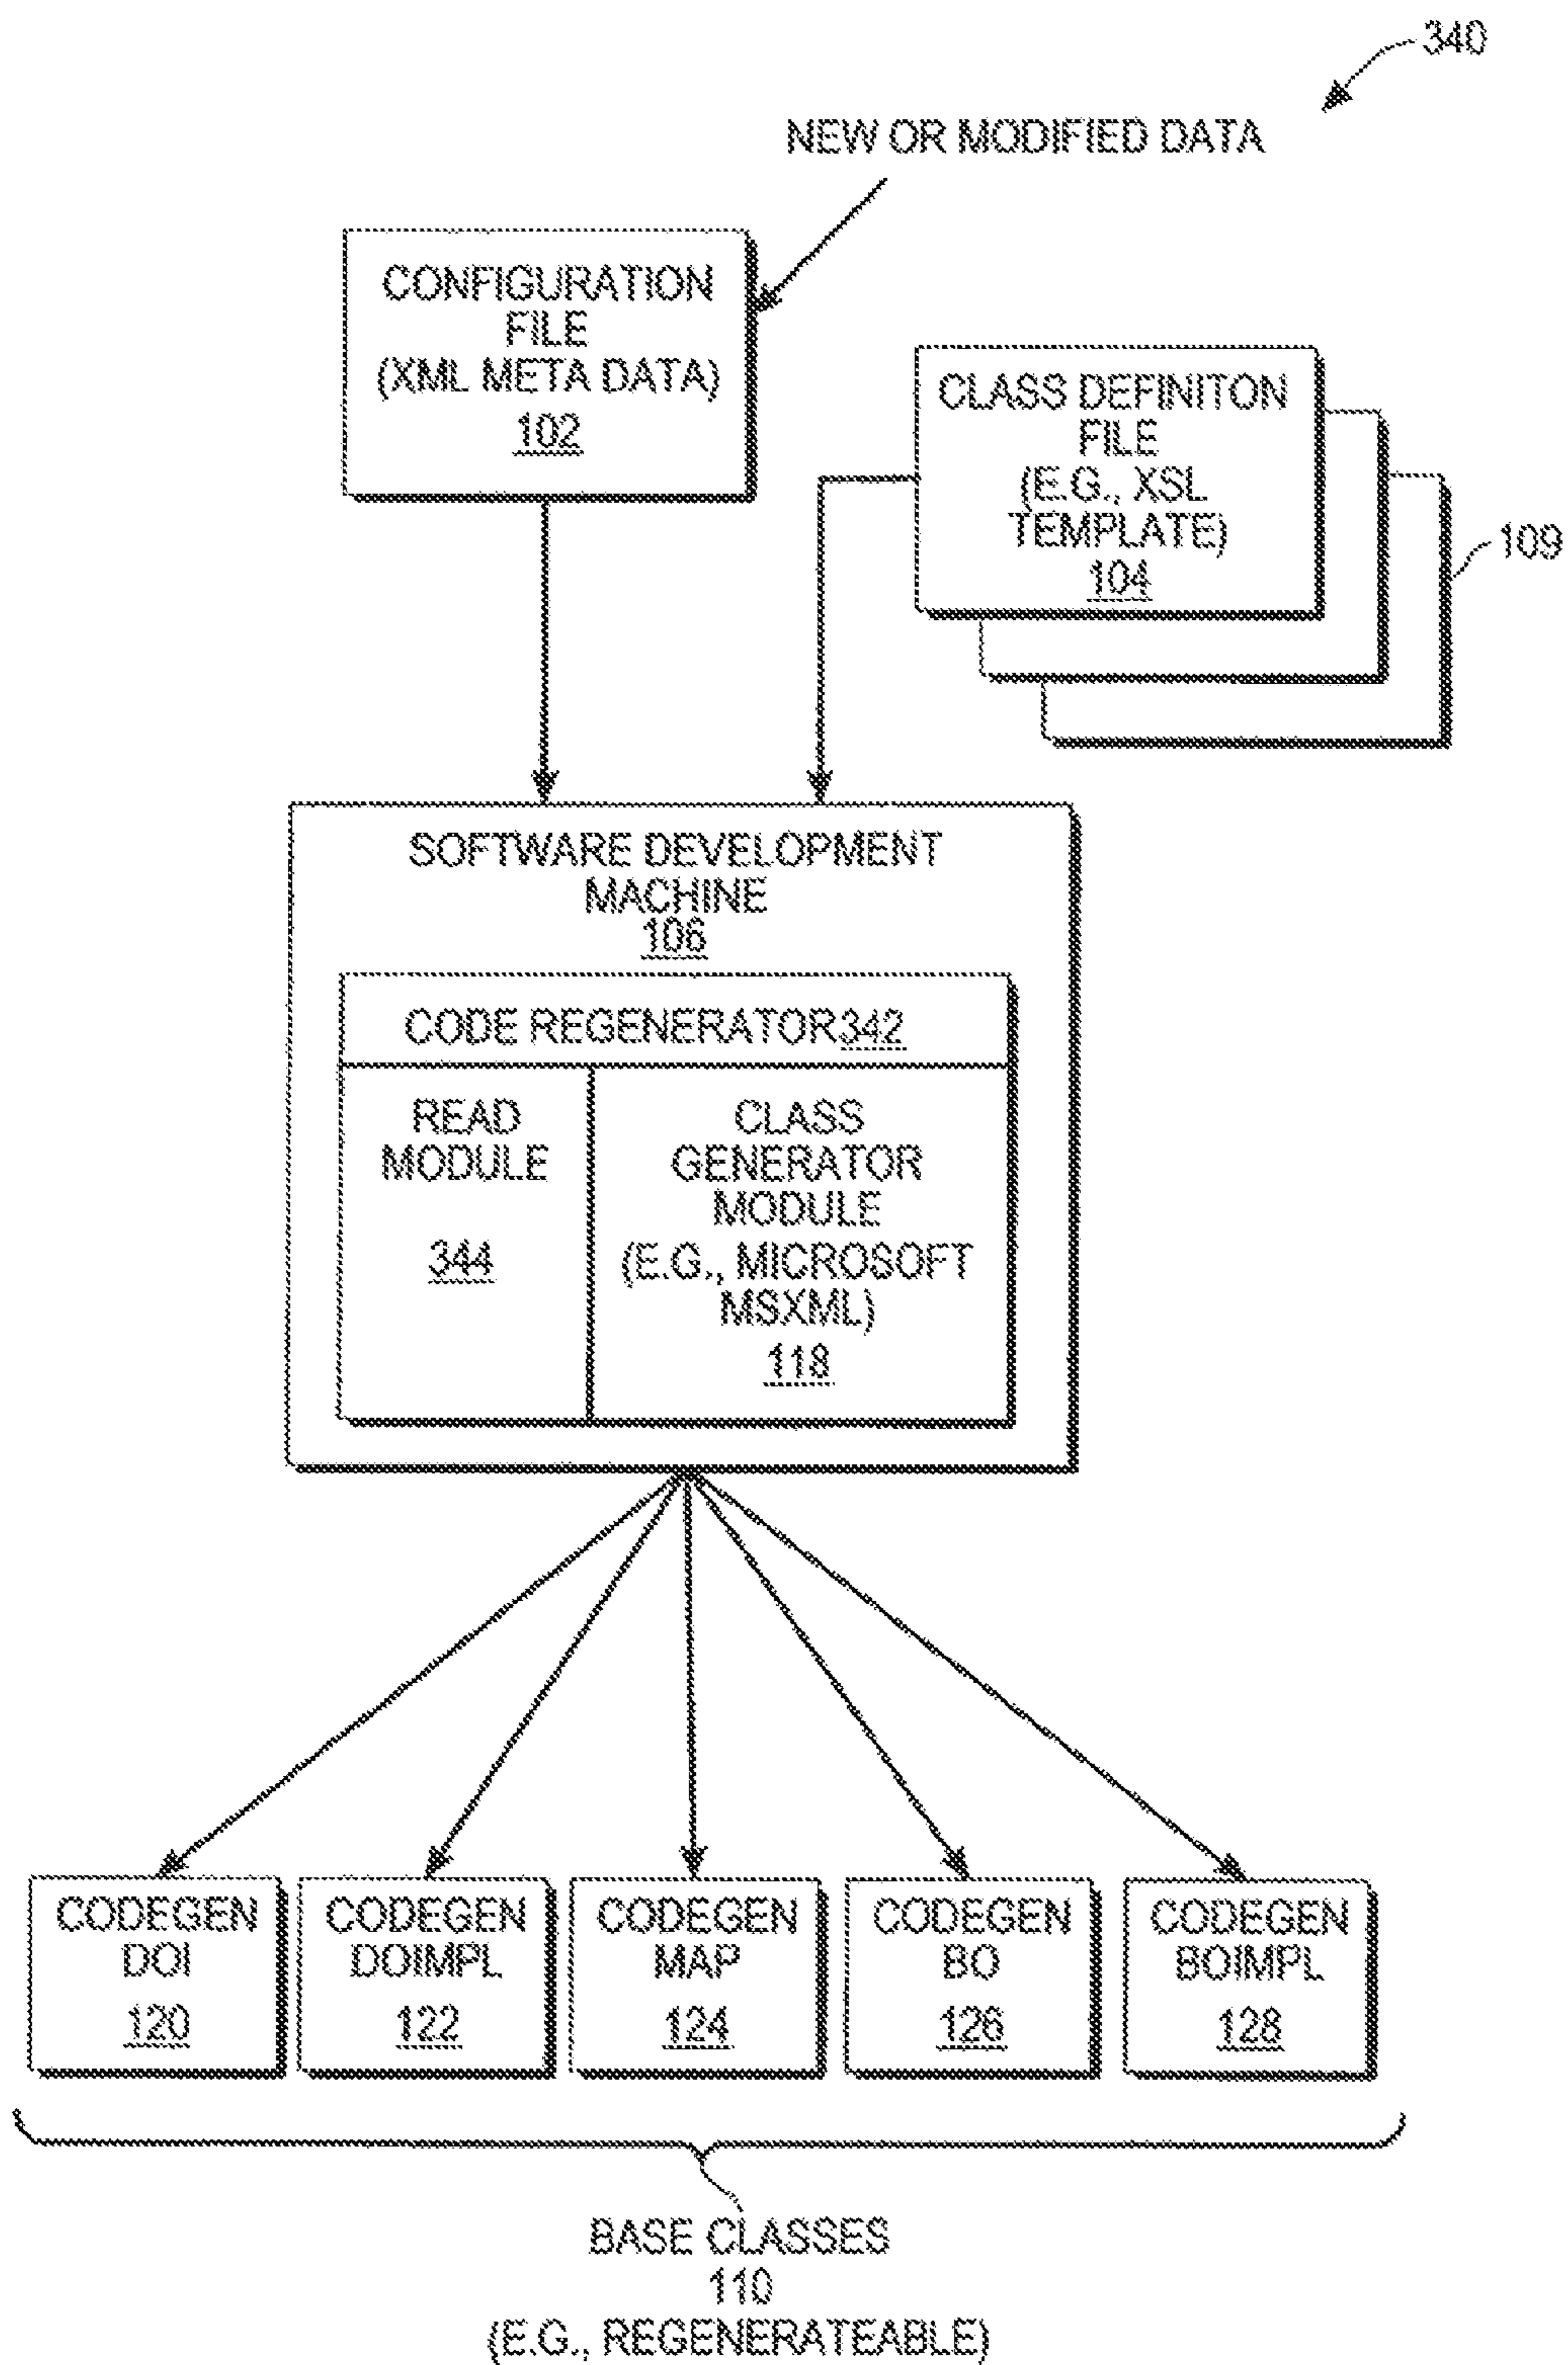 340
NEW OR MODIFIED DATA
CONFIGURATION
FILE
(XML META DATA)
102
CLASS DEFINITON
FILE
(E.G., XSL
TEMPLATE)
104
109
SOFTWARE DEVELOPMENT
MACHINE
106
CODE REGENERATOR342
READ
MODULE
344
CLASS
GENERATOR
MODULE
(E.G., MICROSOFT
MSXML)
118
CODEGEN
DOI
120
CODEGEN
DOIMPL
122
CODEGEN
MAP
124
CODEGEN
BO
126
CODEGEN
BOIMPL
128
BASE CLASSES
110
(E.G., REGENERATEABLE)